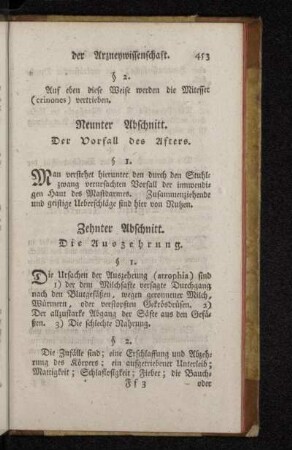 der Arzneywissenschaft. 453
§ 2.
Auf eben diese Weise werden die Mitesser
(crinones) vertrieben.
Neunter Abschnitt.
Der Vorfall des Afters.
§ 1.
Man verstehet hierunter den durch den Stuhl-
zwang verursachten Vorfall der innwendi-
gen Haut des Mastdarmes. Zusammenziehende
und geistige Ueberschläge sind hier von Nutzen.
Zehnter Abschnitt.
Die Auszehrung.
§ 1.
Die Ursachen der Auszehrung (atrophia) sind
1) der dem Milchsafte versagte Durchgang
nach den Blutgefäßen, wegen geronnener Milch,
Würmern, oder verstopften Gekrösdrüsen. 2)
Der allzustarke Abgang der Säfte aus den Gefä-
ßen. 3) Die schlechte Nahrung.
§ 2.
Die Zufälle sind; eine Erschlaffung und Abzeh-
rung des Körpers; ein aufgetriebener Unterleib;
Mattigkeit; Schlaflosigkeit; Fieber; die Bauch-
F f 3 oder